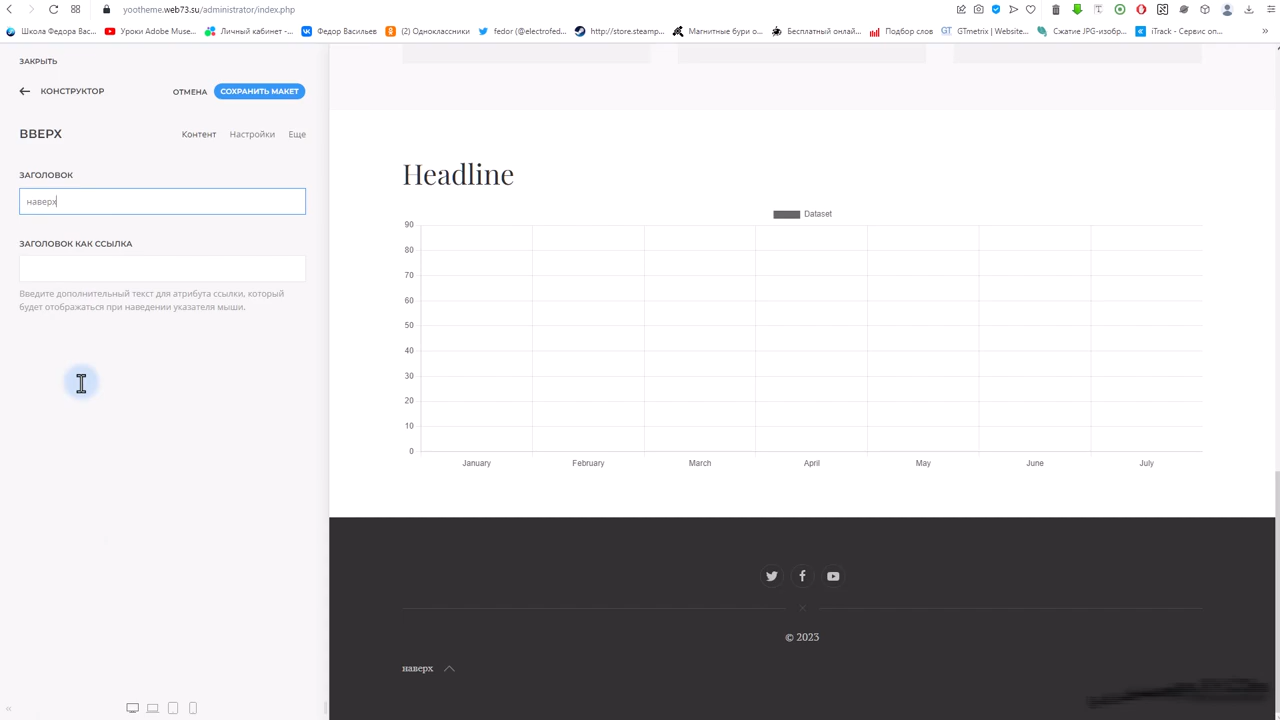 yootheme.web73.su/administrator/index.php
Школа Федора Вас...
Уроки Adobe Muse...
Личный кабинет -...
Федор Васильев
(2) Одноклассники
fedor (@electrofed...
http://store.steamp...
Магнитные бури о...
Бесплатный онлай...
Подбор слов
GT GTmetrix | Website...
Сжатие JPG-изобр...
iTrack - Сервис оп...
ЗАКРЫТЬ
КОНСТРУКТОР
ОТМЕНА
СОХРАНИТЬ МАКЕТ
ВВЕРХ
Контент
Настройки
Еще
ЗАГОЛОВОК
наверх
ЗАГОЛОВОК КАК ССЫЛКА
Введите дополнительный текст для атрибута ссылки, который
будет отображаться при наведении указателя мыши.
Headline
Dataset
90
80
70
60
50
40
30
20
10
0
January February March April May June July
© 2023
наверх